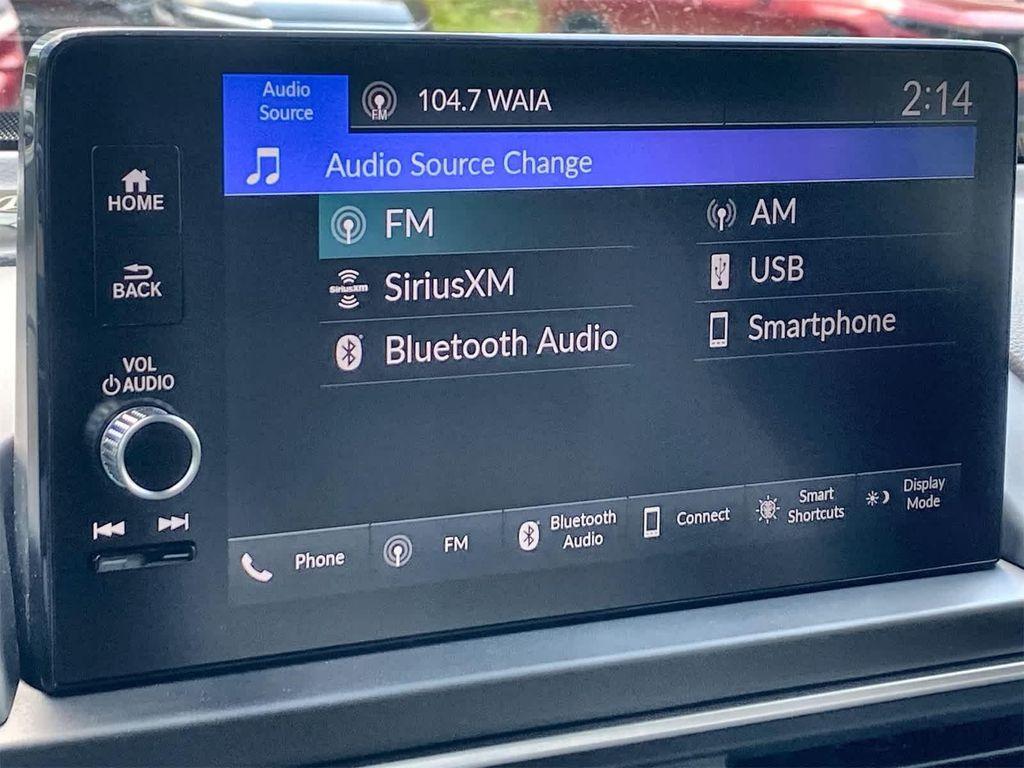 Audio
Source
FM
104.7 WAIA
2:14
Audio Source Change
HOME
BACK
VOL
AUDIO
FM
AM
SiriusXM
SiriusXM
USB
Bluetooth Audio
Smartphone
Phone
FM
Bluetooth
Audio
Connect
Smart
Shortcuts
Display
Mode